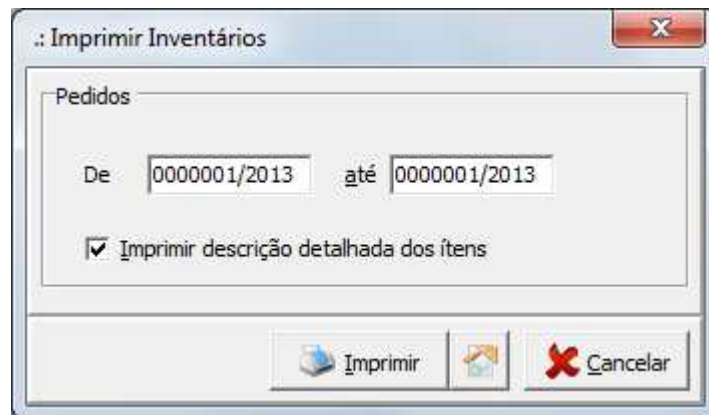 .: Imprimir Inventários
Pedidos
De 0000001/2013 até 0000001/2013
Imprimir descrição detalhada dos ítens
Imprimir Cancelar